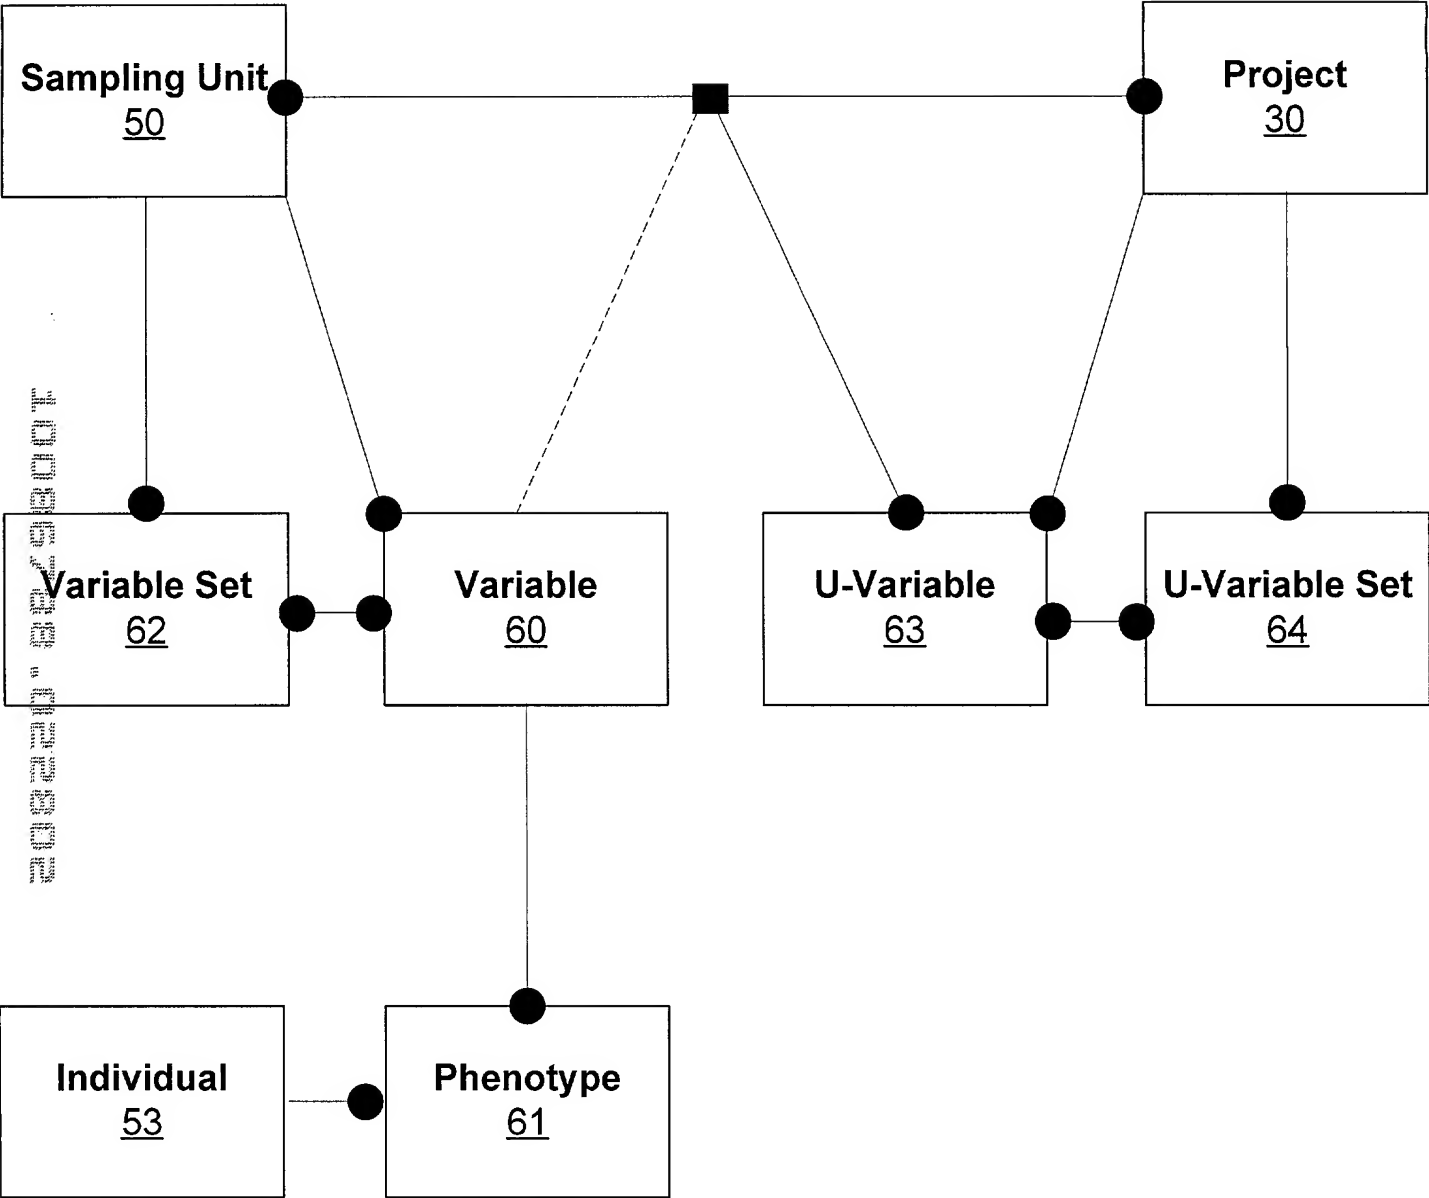 Sampling Unit
50
Project
30
Variable Set
62
Variable
60
U-Variable
63
U-Variable Set
64
Individual
53
Phenotype
61